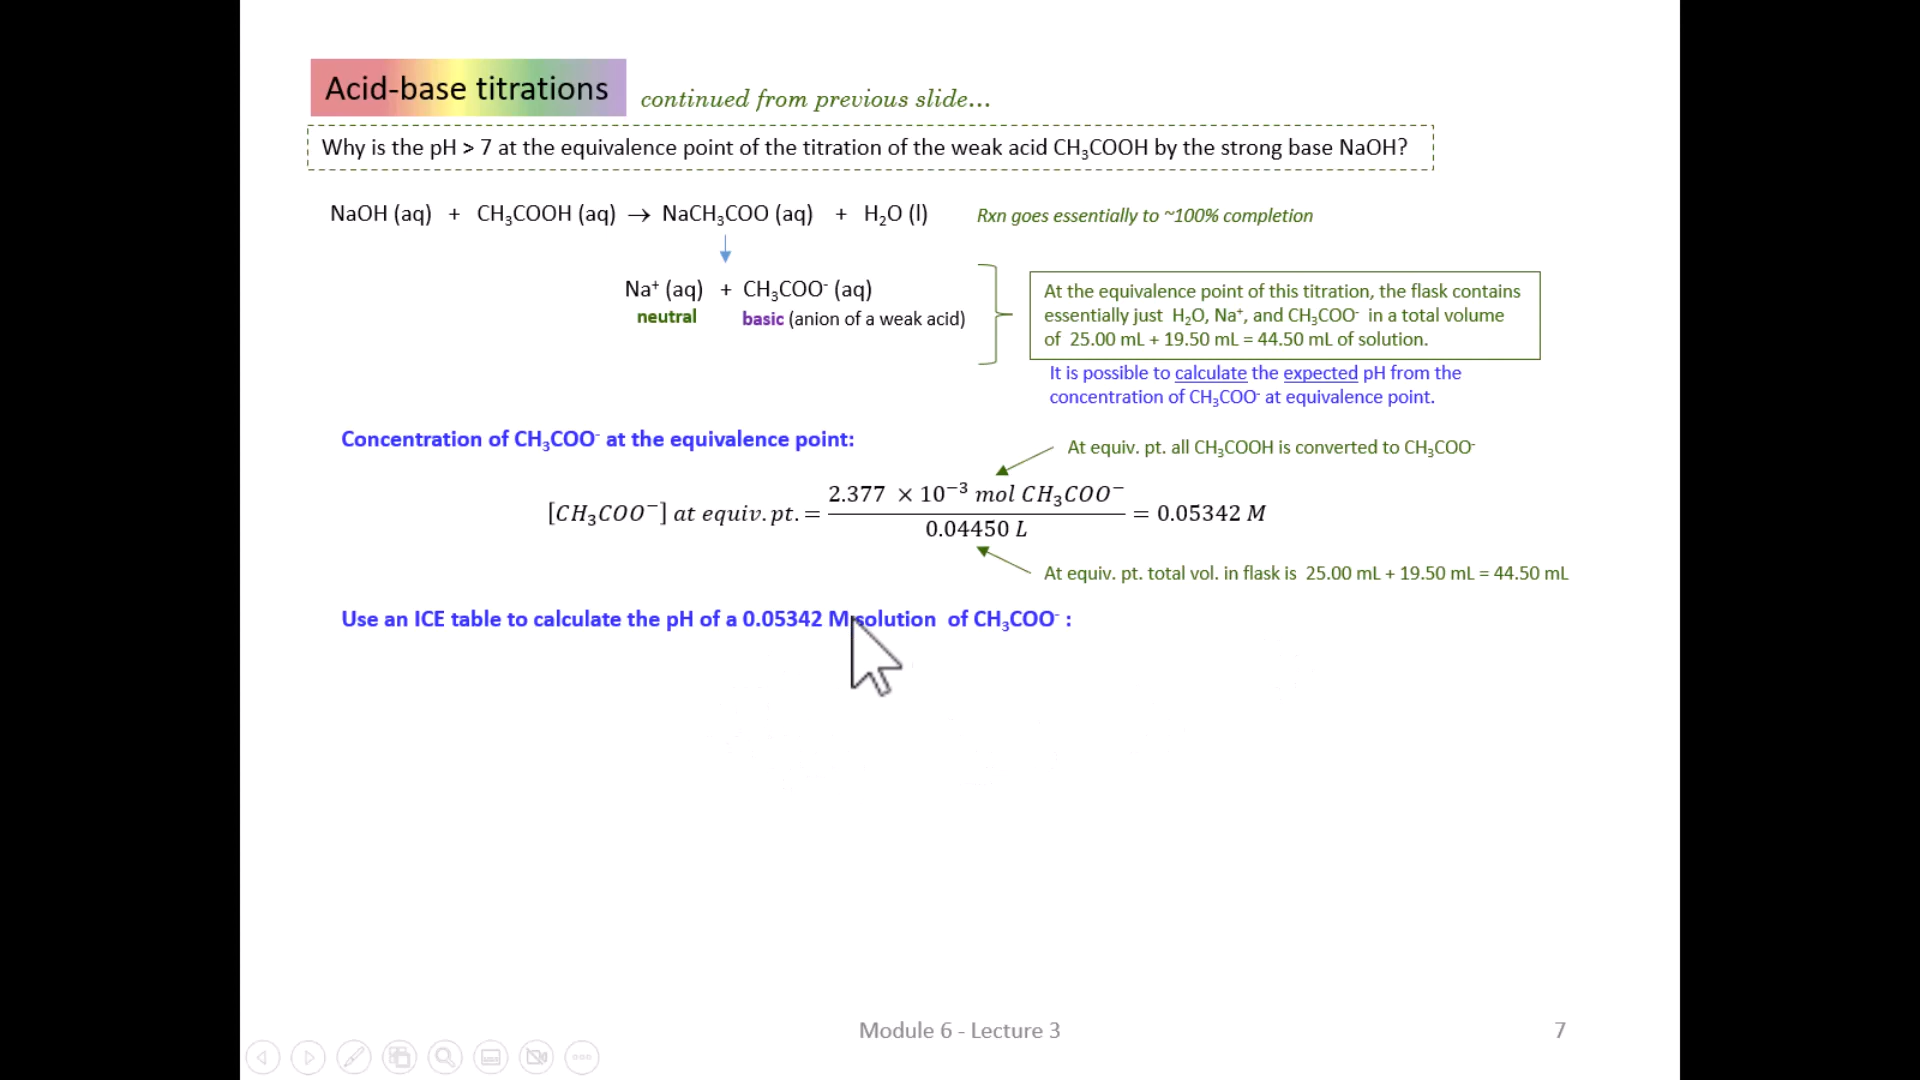 Acid-base titrations continued from previous slide...
Why is the pH > 7 at the equivalence point of the titration of the weak acid CH₃COOH by the strong base NaOH?
NaOH (aq) + CH₃COOH (aq) → NaCH₃COO (aq) + H₂O (l) Rxn goes essentially to ~100% completion
Na⁺ (aq) + CH₃COO⁻ (aq)
neutral basic (anion of a weak acid)
At the equivalence point of this titration, the flask contains
essentially just H₂O, Na⁺, and CH₃COO⁻ in a total volume
of 25.00 mL + 19.50 mL = 44.50 mL of solution.
It is possible to calculate the expected pH from the
concentration of CH₃COO⁻ at equivalence point.
Concentration of CH₃COO⁻ at the equivalence point:
At equiv. pt. all CH₃COOH is converted to CH₃COO⁻
[CH₃COO⁻] at equiv. pt. = 2.377 × 10⁻³ mol CH₃COO⁻ / 0.04450 L = 0.05342 M
At equiv. pt. total vol. in flask is 25.00 mL + 19.50 mL = 44.50 mL
Use an ICE table to calculate the pH of a 0.05342 M solution of CH₃COO⁻ :
Module 6 - Lecture 3
7